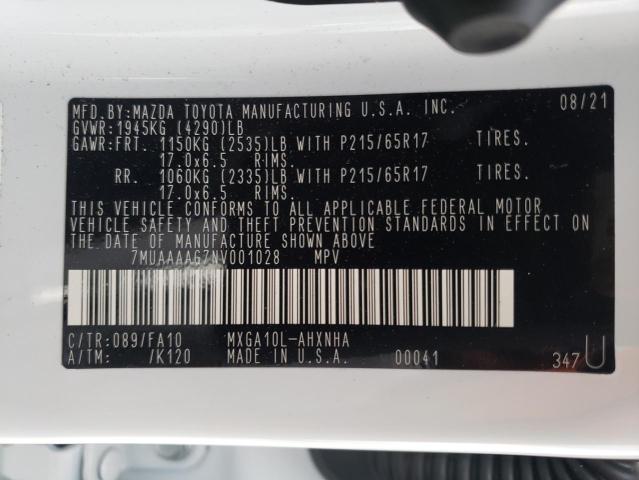 MFD.BY:MAZDA TOYOTA MANUFACTURING U.S.A. INC. 08/21
GVWR:1945KG (4290)LB
GAWR:FRT. 1150KG (2535)LB WITH P215/65R17 TIRES.
17.0x6.5 RIMS.
RR. 1060KG (2335)LB WITH P215/65R17 TIRES.
17.0x6.5 RIMS.
THIS VEHICLE CONFORMS TO ALL APPLICABLE FEDERAL MOTOR
VEHICLE SAFETY AND THEFT PREVENTION STANDARDS IN EFFECT ON
THE DATE OF MANUFACTURE SHOWN ABOVE.
7MUAAAAG7NV001028 MPV
C/TR:089/FA10 MXGA10L-AHXNHA
A/TM: /K120 MADE IN U.S.A. 00041 347U